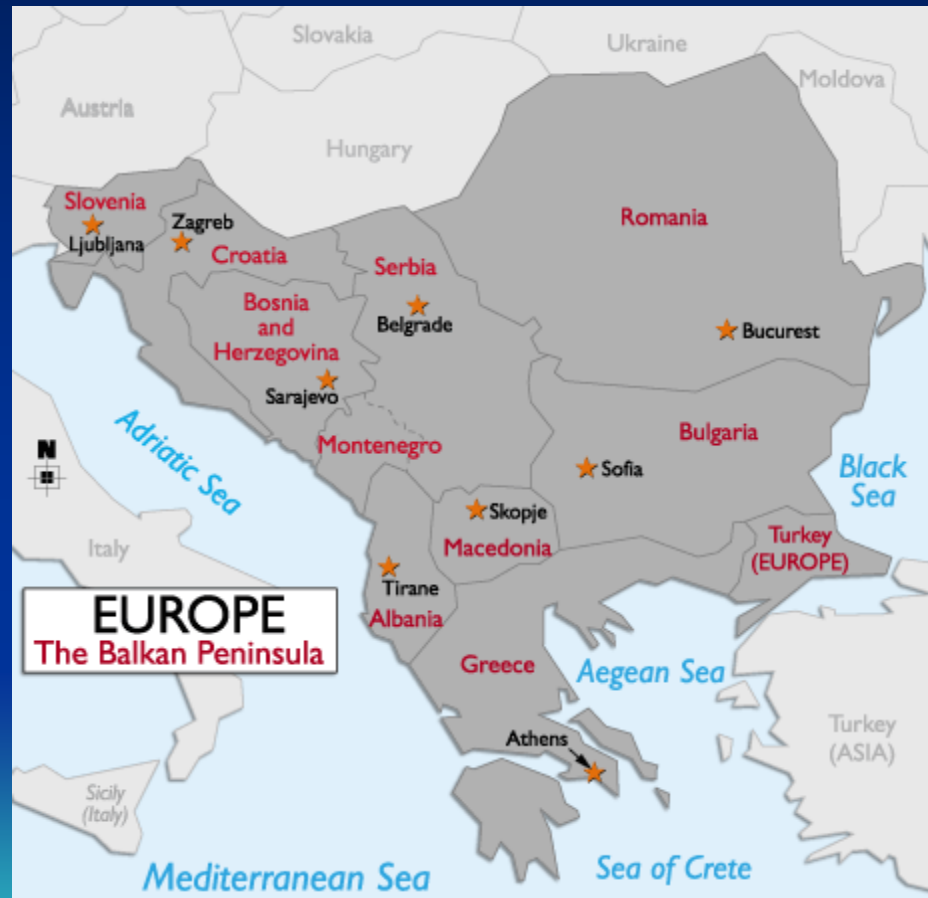 Slovakia
Ukraine
Moldova
Austria
Hungary
Slovenia
Ljubljana
Zagreb
Croatia
Serbia
Belgrade
Romania
Bucurest
Bosnia
and
Herzegovina
Sarajevo
Montenegro
Bulgaria
Sofia
Black
Sea
Adriatic Sea
N
Italy
Skopje
Macedonia
Turkey
(EUROPE)
Tirane
Albania
EUROPE
The Balkan Peninsula
Greece
Aegean Sea
Athens
Turkey
(ASIA)
Sicily
(Italy)
Mediterranean Sea
Sea of Crete